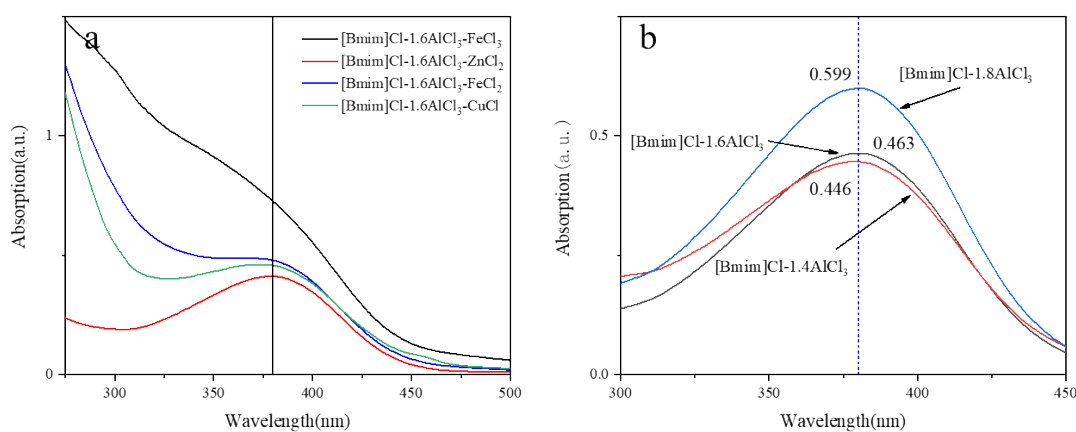 a
[Bmim]Cl-1.6AlCl₃-FeCl₃
[Bmim]Cl-1.6AlCl₃-ZnCl₂
[Bmim]Cl-1.6AlCl₃-FeCl₂
[Bmim]Cl-1.6AlCl₃-CuCl
Absorption(a.u.)
1
0
300
350
400
450
500
Wavelength(nm)
b
0.599
[Bmim]Cl-1.8AlCl₃
[Bmim]Cl-1.6AlCl₃
0.463
0.446
[Bmim]Cl-1.4AlCl₃
Absorption (a. u. )
0.5
0.0
300
350
400
450
Wavelength(nm)